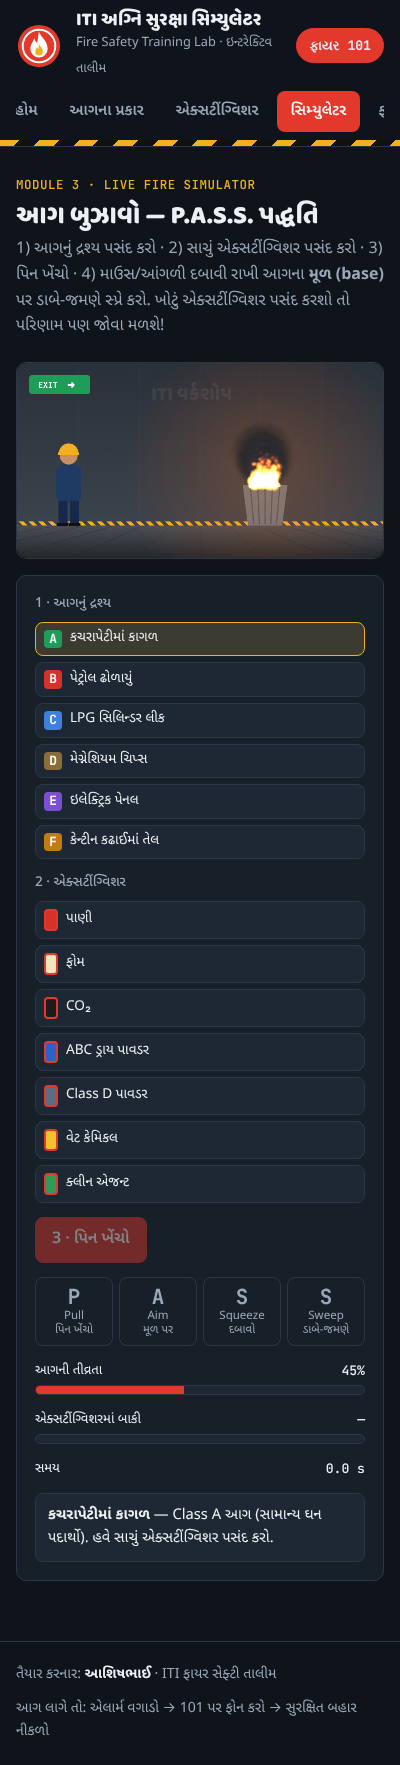 ITI અગ્નિ સુરક્ષા સિમ્યુલેટર
Fire Safety Training Lab · ઇન્ટરેક્ટિવ
તાલીમ
ફાયર 101
હોમ
આગના પ્રકાર
એક્સટીંગ્વિશર
સિમ્યુલેટર
MODULE 3 · LIVE FIRE SIMULATOR
આગ બુઝાવો — P.A.S.S. પદ્ધતિ
1) આગનું દ્રશ્ય પસંદ કરો · 2) સાચું એક્સટીંગ્વિશર પસંદ કરો · 3)
પિન ખેંચો · 4) માઉસ/આંગળી દબાવી રાખી આગના મૂળ (base)
પર ડાબે-જમણે સ્પ્રે કરો. ખોટું એક્સટીંગ્વિશર પસંદ કરશો તો
પરિણામ પણ જોવા મળશે!
EXIT ➜
ITI વર્કશોપ
1 · આગનું દ્રશ્ય
A કચરાપેટીમાં કાગળ
B પેટ્રોલ ઢોળાયું
C LPG સિલિન્ડર લીક
D મેગ્નેશિયમ ચિપ્સ
E ઇલેક્ટ્રિક પેનલ
F કેન્ટીન કઢાઈમાં તેલ
2 · એક્સટીંગ્વિશર
પાણી
ફોમ
CO₂
ABC ડ્રાય પાવડર
Class D પાવડર
વેટ કેમિકલ
ક્લીન એજન્ટ
3 · પિન ખેંચો
P A S S
Pull Aim Squeeze Sweep
પિન ખેંચો મૂળ પર દબાવો ડાબે-જમણે
આગની તીવ્રતા 45%
એક્સટીંગ્વિશરમાં બાકી —
સમય 0.0 s
કચરાપેટીમાં કાગળ — Class A આગ (સામાન્ય ઘન
પદાર્થો). હવે સાચું એક્સટીંગ્વિશર પસંદ કરો.
તૈયાર કરનાર: આશિષભાઈ · ITI ફાયર સેફ્ટી તાલીમ
આગ લાગે તો: એલાર્મ વગાડો → 101 પર ફોન કરો → સુરક્ષિત બહાર
નીકળો